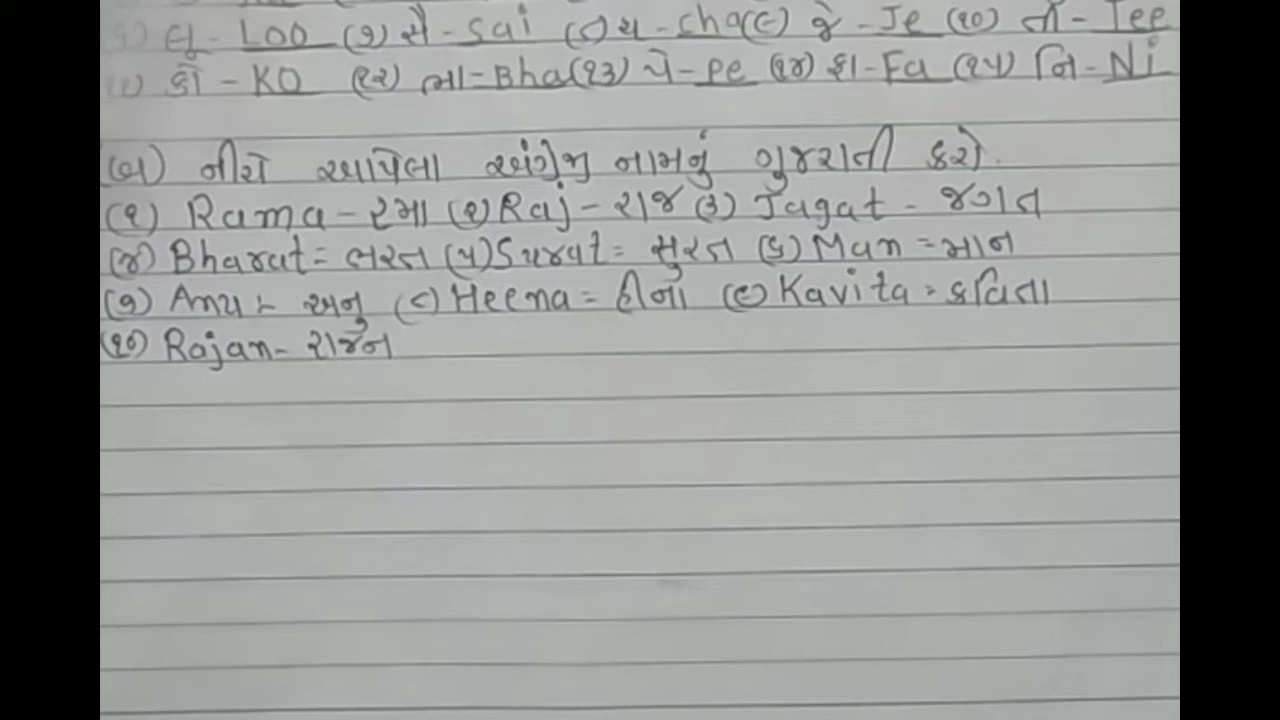 લુ - Loo (૭) સૈ - Sai (૮) ચ - Cha (૯) જે - Je (૧૦) તી - Tee
કો - KO (૧૨) ભા - Bha (૧૩) પે - Pe (૧૪) ફા - Fa (૧૫) નિ - Ni
(બ) નીચે આપેલા અંગ્રેજી નામનું ગુજરાતી કરો.
(૧) Rama - રમા (૨) Raj - રાજ (૩) Jagat - જગત
(૪) Bharat = ભરત (૫) Surat = સુરત (૬) Man = માન
(૭) Anu - અનુ (૮) Heena = હીના (૯) Kavita = કવિતા
(૧૦) Rajan - રાજન